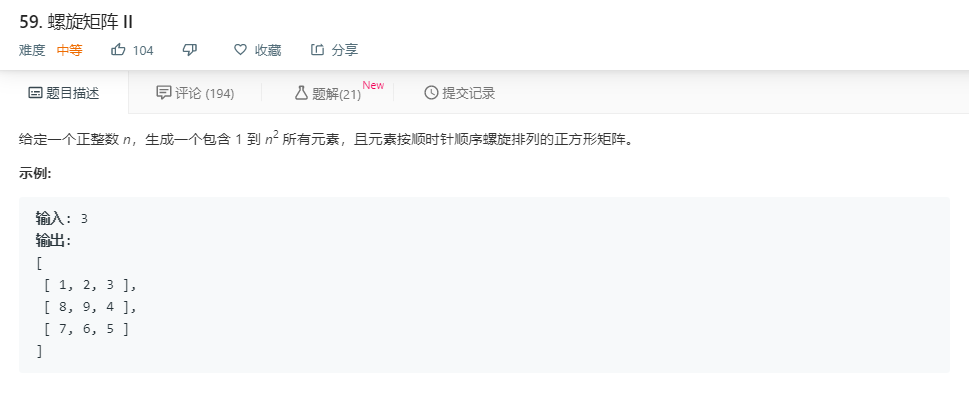 59. 螺旋矩阵 II
难度 中等 104 收藏 分享
题目描述 评论 (194) 题解(21) New 提交记录
给定一个正整数 n，生成一个包含 1 到 n² 所有元素，且元素按顺时针顺序螺旋排列的正方形矩阵。
示例:
输入: 3
输出:
[
 [ 1, 2, 3 ],
 [ 8, 9, 4 ],
 [ 7, 6, 5 ]
]